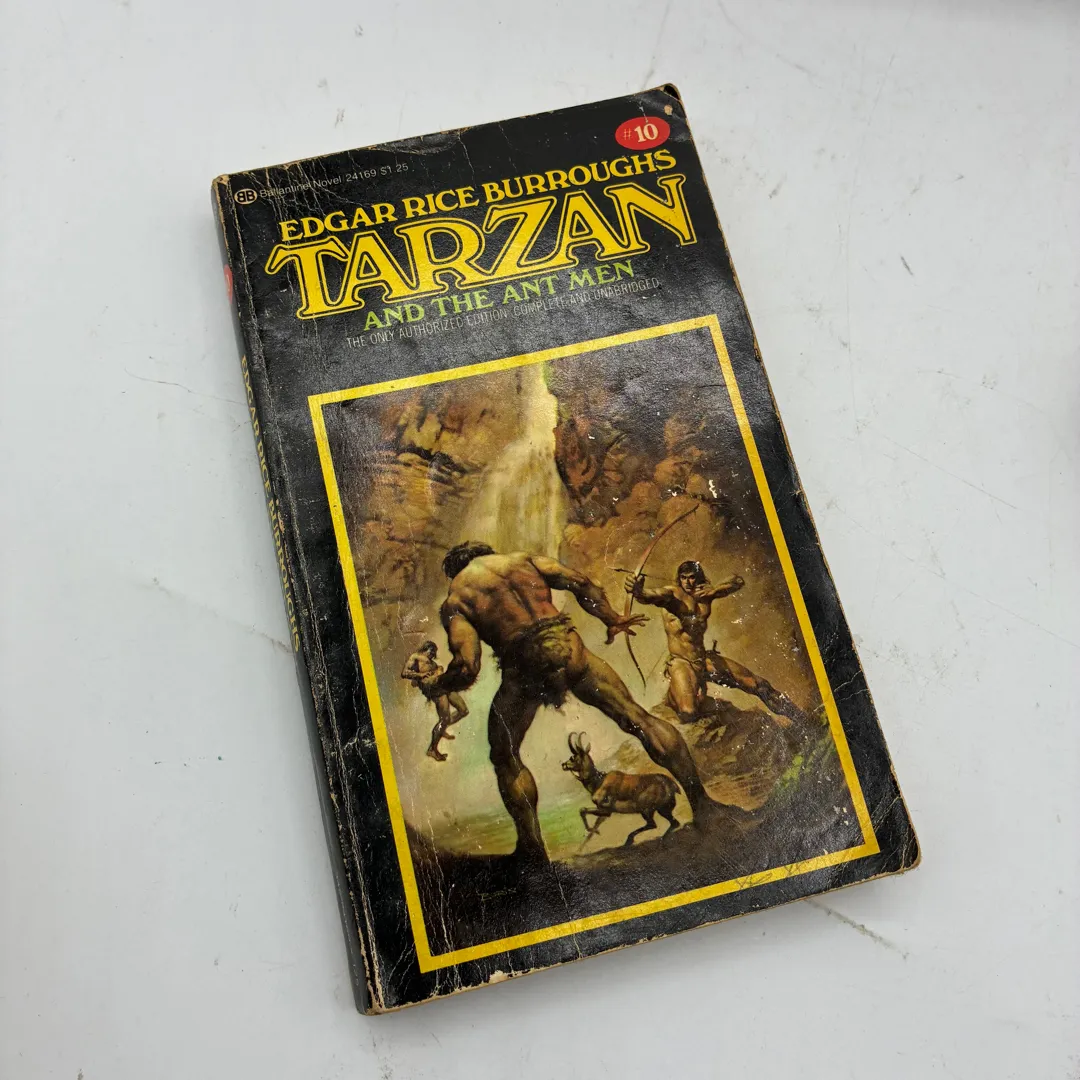 #10
BB Ballantine Novel 24169 $1.25
EDGAR RICE BURROUGHS
TARZAN
AND THE ANT MEN
THE ONLY AUTHORIZED EDITION COMPLETE AND UNABRIDGED
EDGAR RICE BURROUGHS